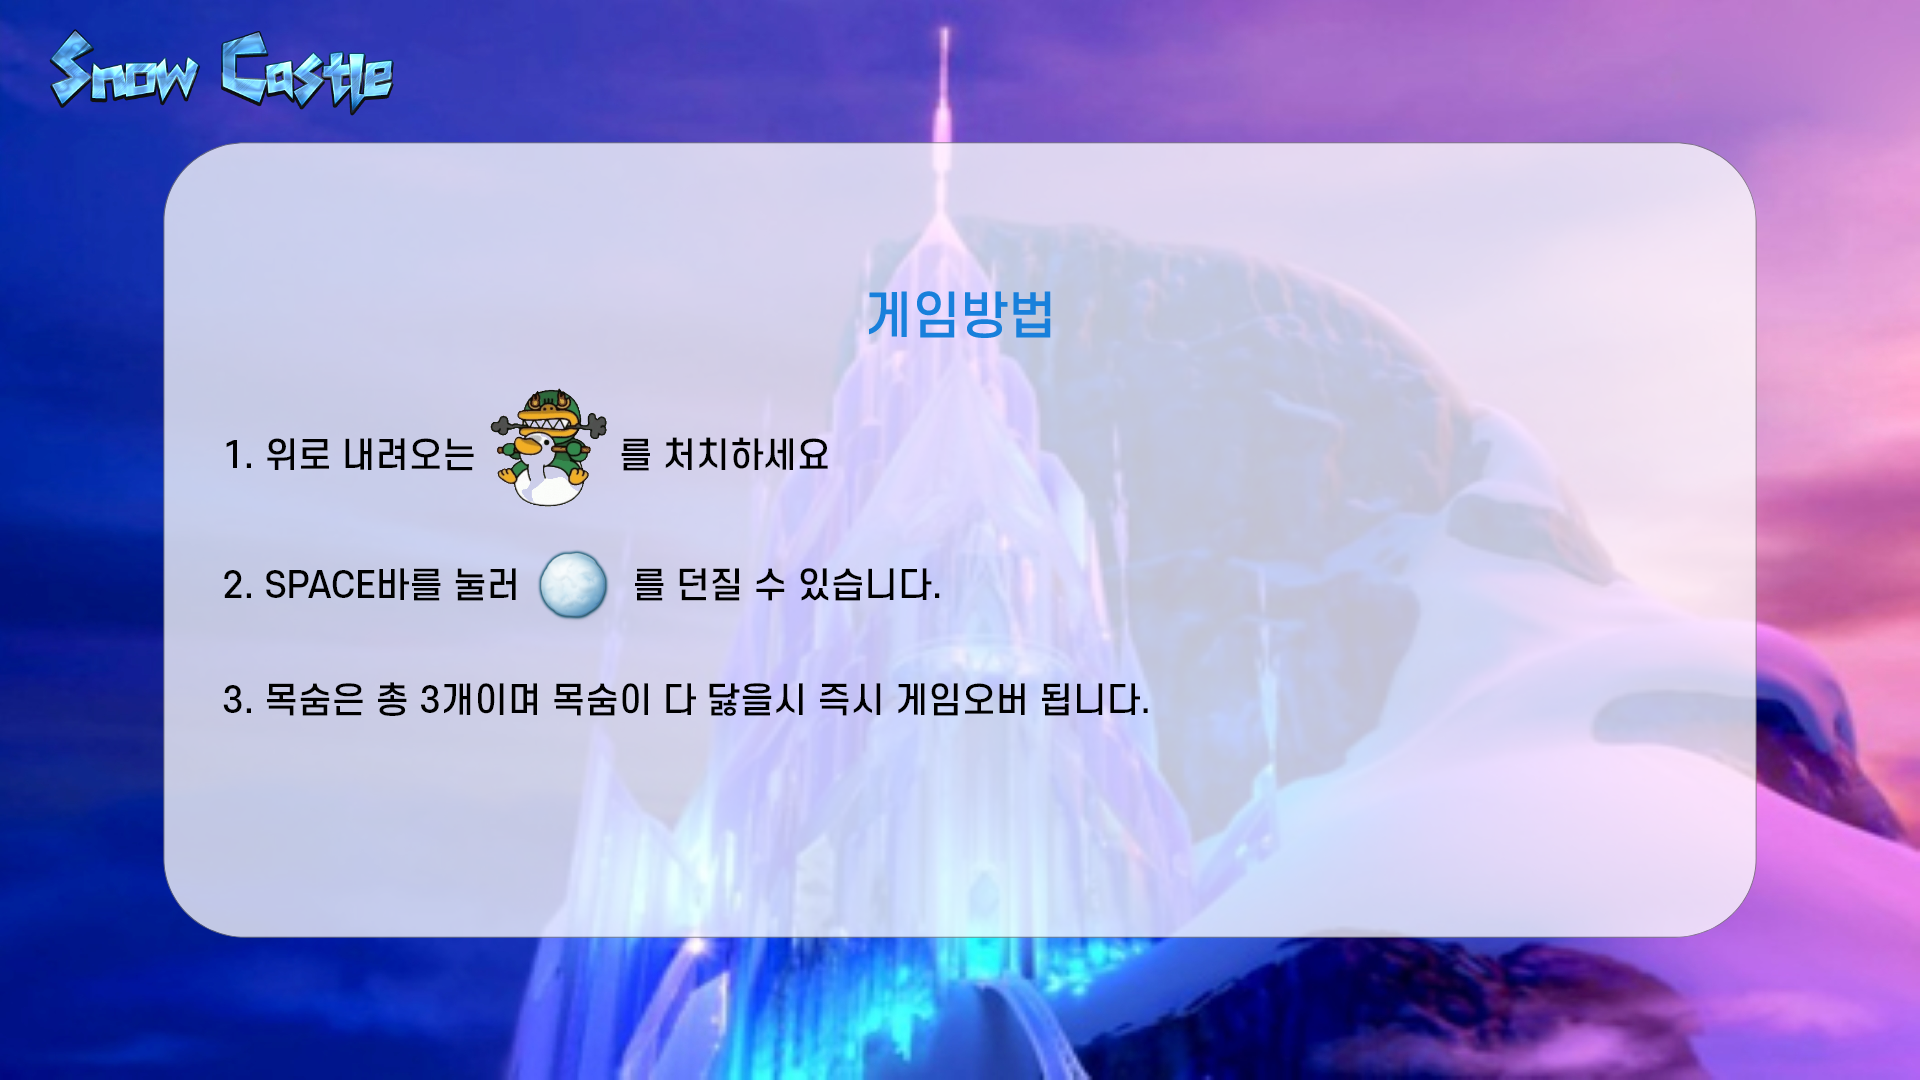 Snow Castle
게임방법
1. 위로 내려오는 를 처치하세요
2. SPACE바를 눌러 를 던질 수 있습니다.
3. 목숨은 총 3개이며 목숨이 다 닳을시 즉시 게임오버 됩니다.